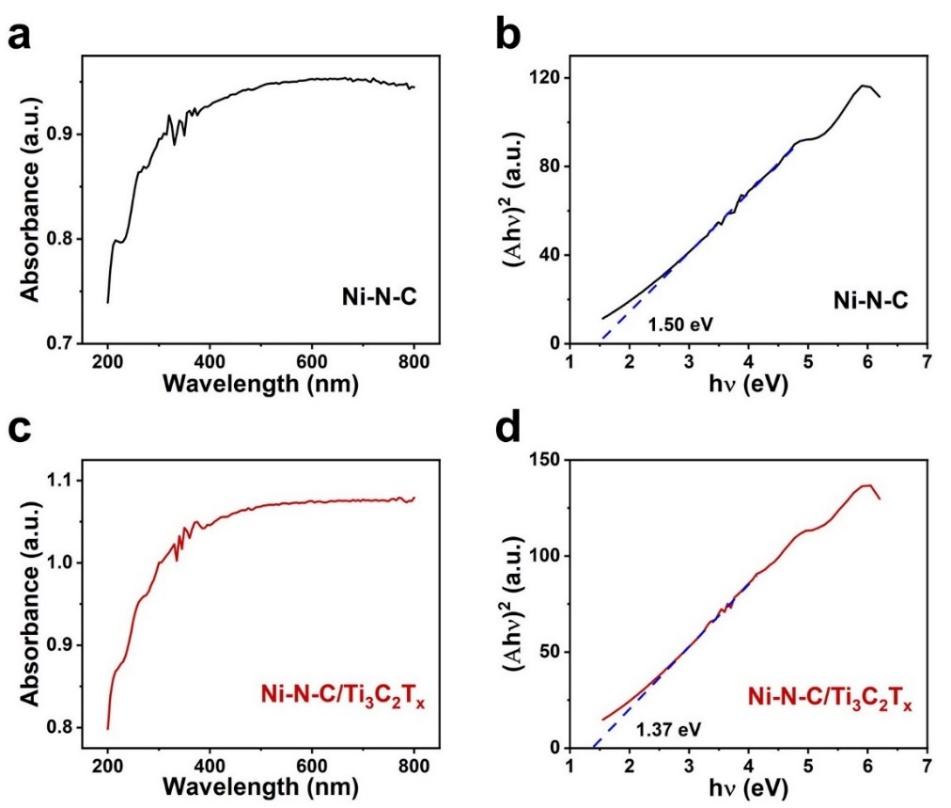 a
Absorbance (a.u.)
0.9
0.8
0.7
200
400
600
800
Wavelength (nm)
Ni-N-C
b
(Ahν)²  (a.u.)
120
80
40
0
1
2
3
4
5
6
7
hν (eV)
1.50 eV
Ni-N-C
c
Absorbance (a.u.)
1.1
1.0
0.9
0.8
200
400
600
800
Wavelength (nm)
Ni-N-C/Ti₃C₂Tₓ
d
(Ahν)² (a.u.)
150
100
50
0
1
2
3
4
5
6
7
hν (eV)
1.37 eV
Ni-N-C/Ti₃C₂Tₓ